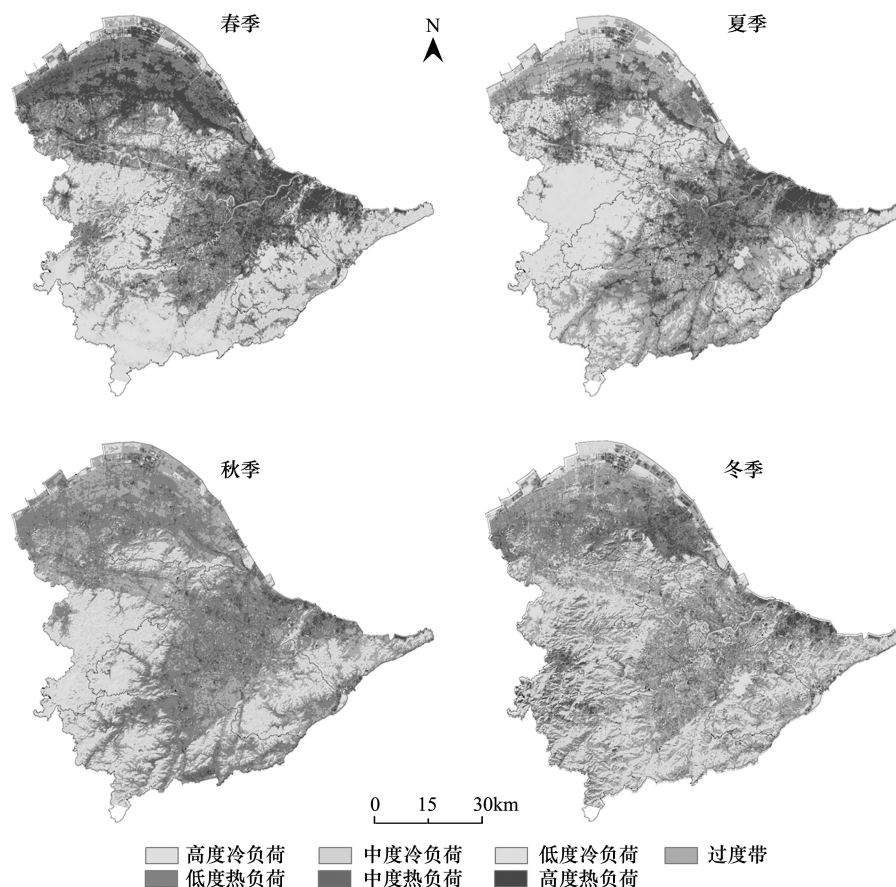 春季
N
夏季
秋季
冬季
0 15 30km
高度冷负荷 中度冷负荷 低度冷负荷 过度带
低度热负荷 中度热负荷 高度热负荷